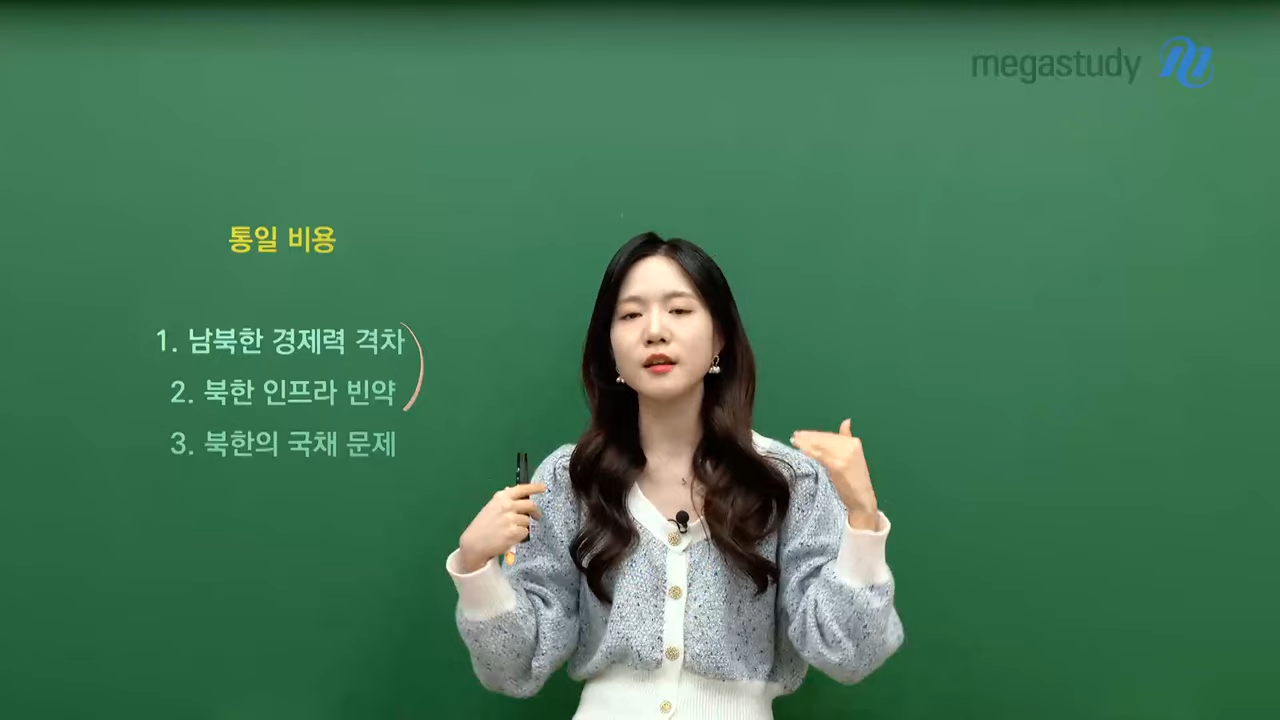 megastudy
통일 비용
1. 남북한 경제력 격차
2. 북한 인프라 빈약
3. 북한의 국채 문제